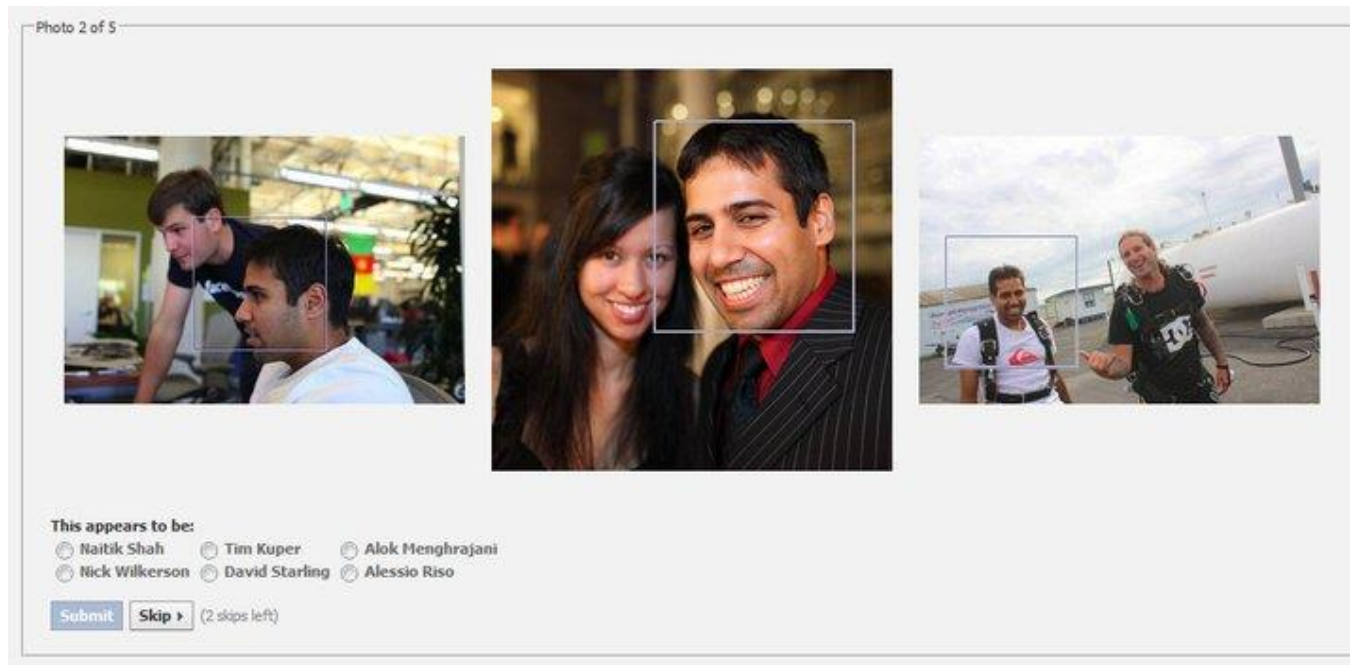 Photo 2 of 5
This appears to be:
Naitik Shah Tim Kuper Alok Menghrajani
Nick Wilkerson David Starling Alessio Riso
Submit Skip (2 skips left)